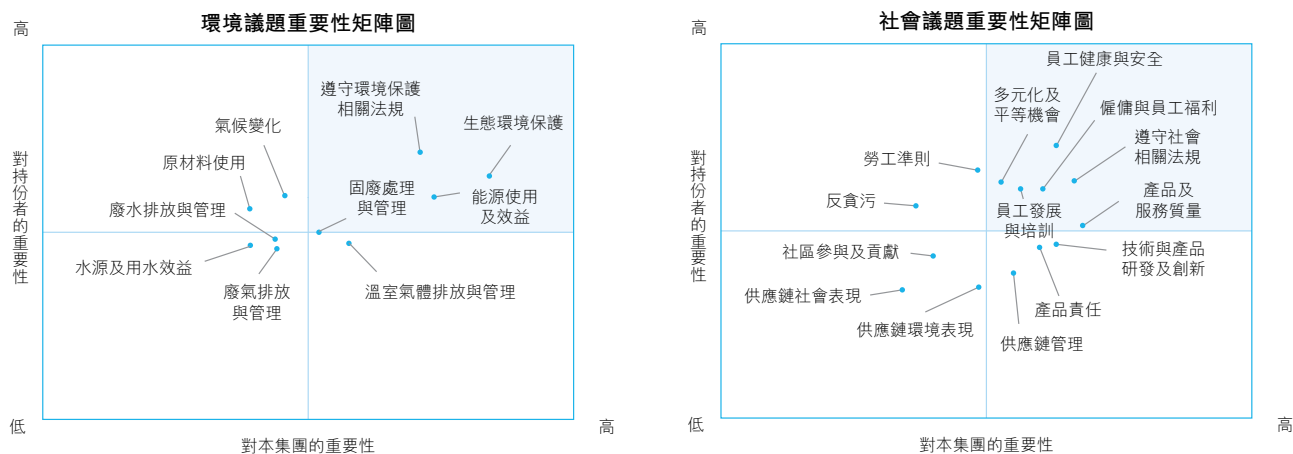 環境議題重要性矩陣圖
高
對持份者的重要性
遵守環境保護
相關法規
生態環境保護
氣候變化
原材料使用
固廢處理
與管理
能源使用
及效益
廢水排放與管理
水源及用水效益
廢氣排放
與管理
溫室氣體排放與管理
低
高
對本集團的重要性
社會議題重要性矩陣圖
高
對持份者的重要性
員工健康與安全
多元化及
平等機會
僱傭與員工福利
遵守社會
相關法規
勞工準則
反貪污
產品及
服務質量
員工發展
與培訓
社區參與及貢獻
技術與產品
研發及創新
供應鏈社會表現
產品責任
供應鏈環境表現
供應鏈管理
低
高
對本集團的重要性